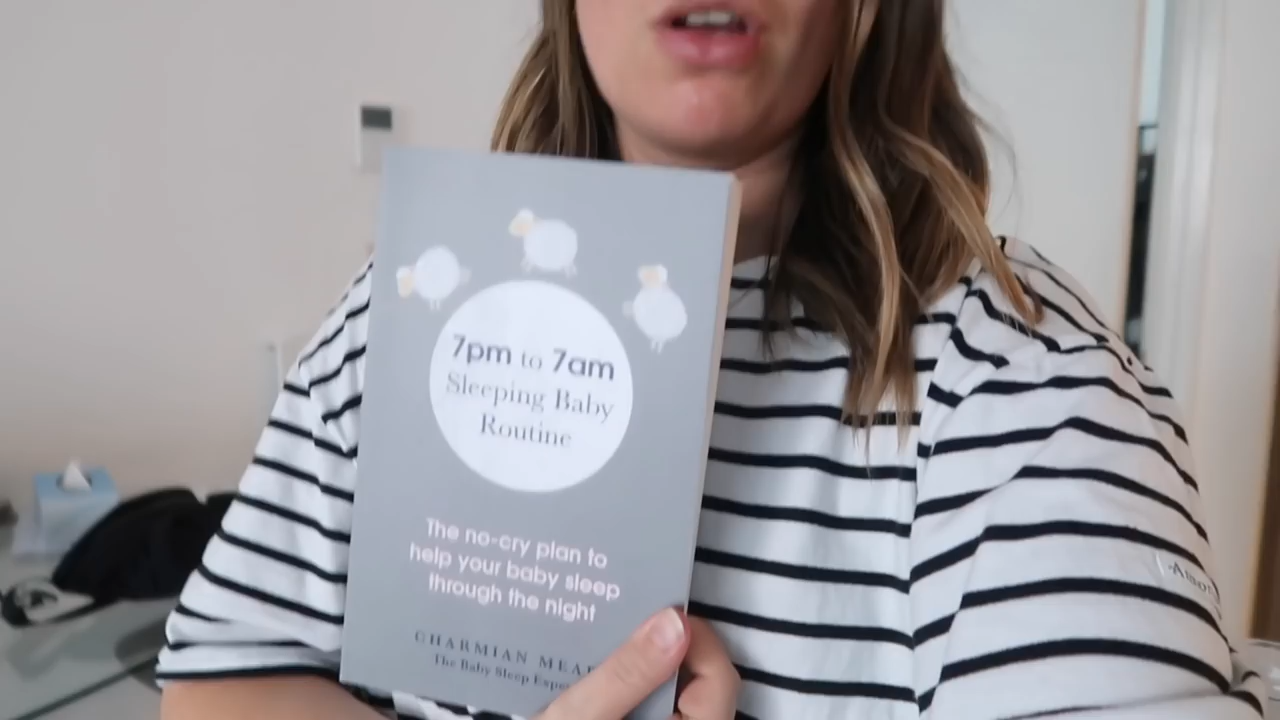 7pm to 7am
Sleeping Baby
Routine
The no-cry plan to
help your baby sleep
through the night
CHARMIAN
The Baby Sleep